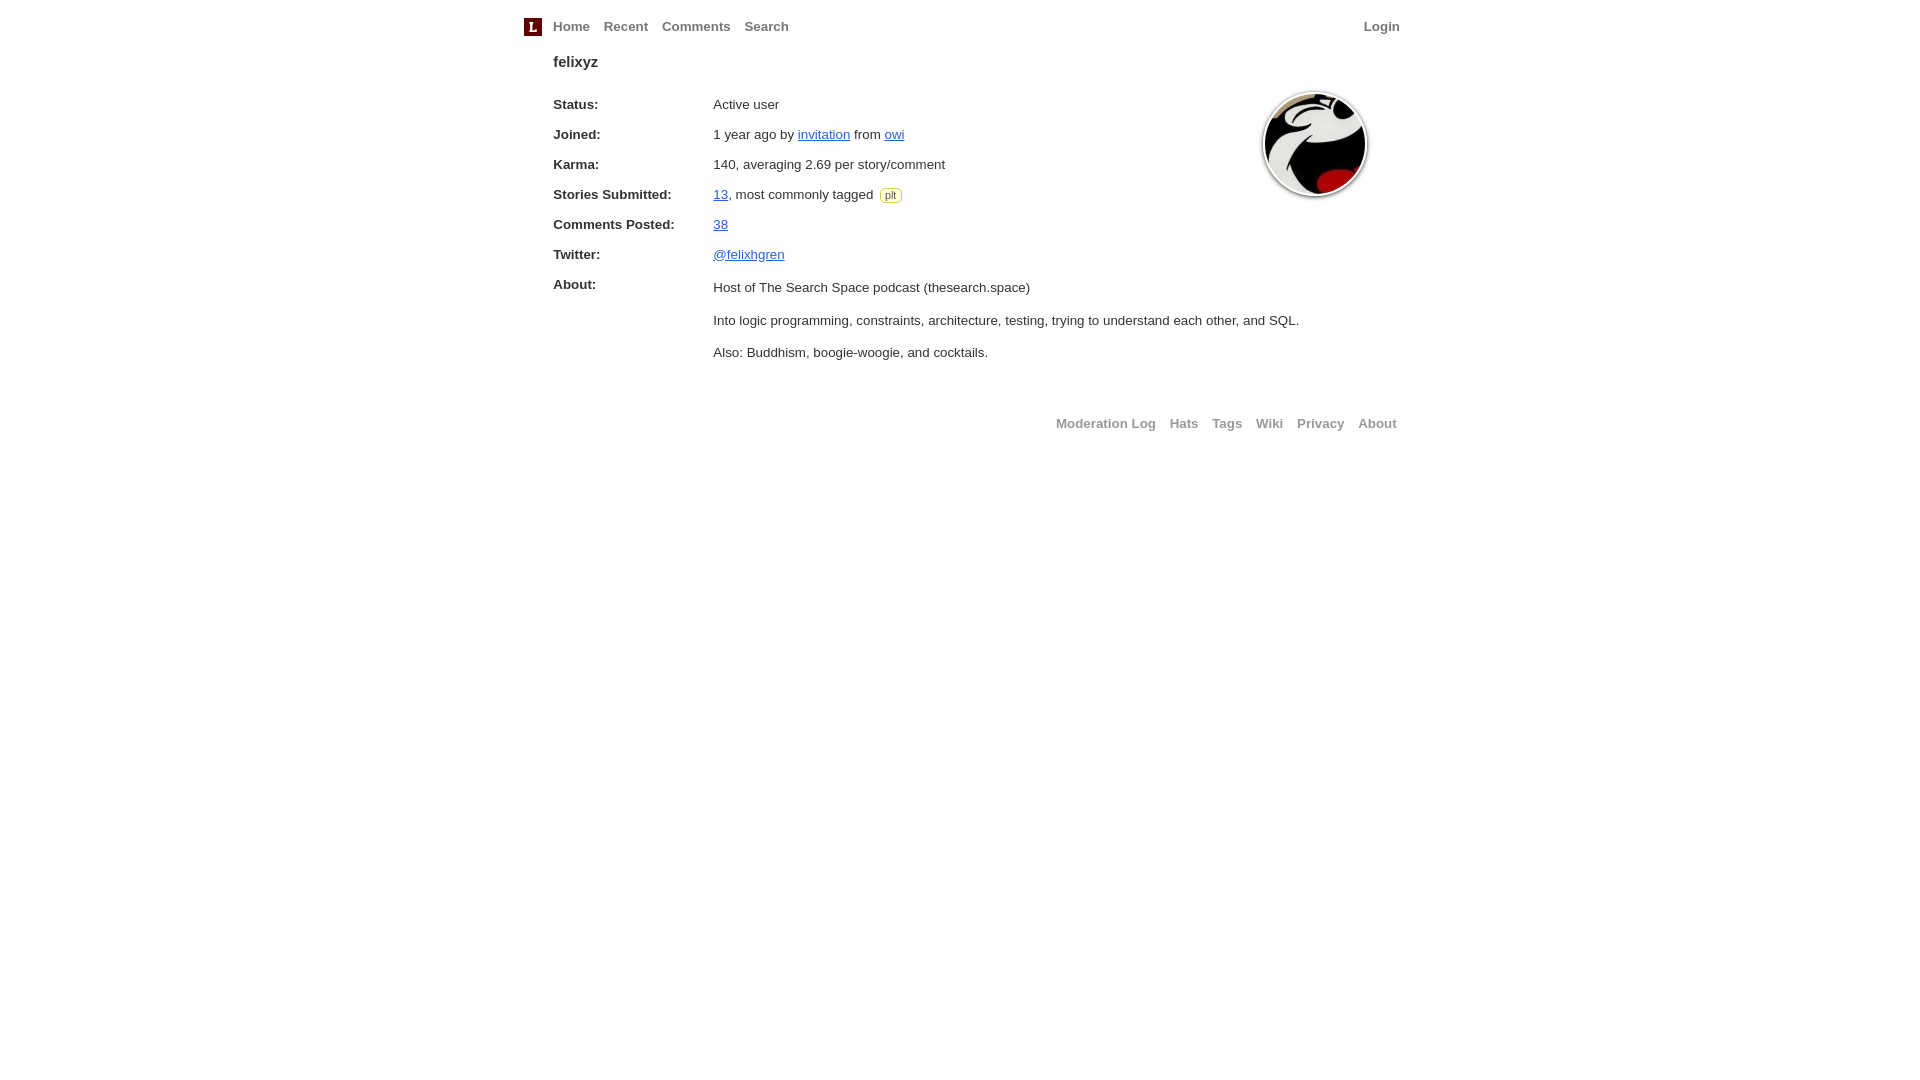 L Home Recent Comments Search Login
felixyz
Status: Active user
Joined: 1 year ago by invitation from owi
Karma: 140, averaging 2.69 per story/comment
Stories Submitted: 13, most commonly tagged plt
Comments Posted: 38
Twitter: @felixhgren
About: Host of The Search Space podcast (thesearch.space)
Into logic programming, constraints, architecture, testing, trying to understand each other, and SQL.
Also: Buddhism, boogie-woogie, and cocktails.
Moderation Log Hats Tags Wiki Privacy About